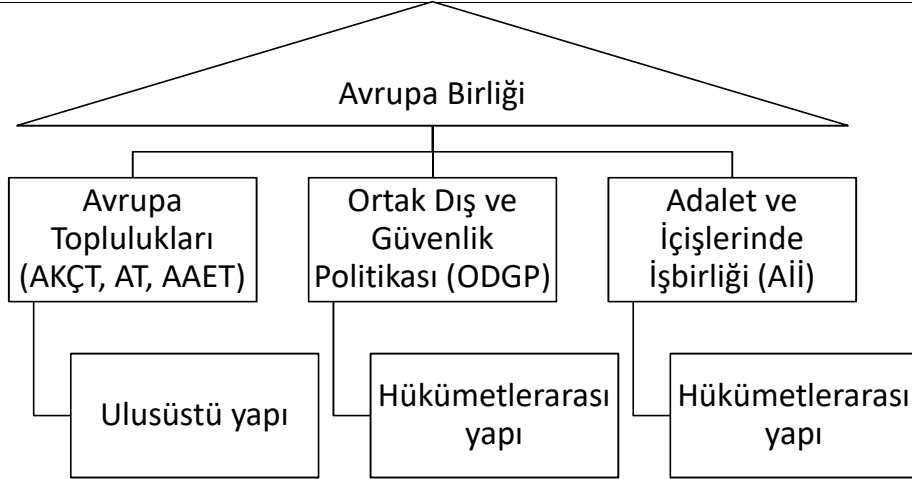 Avrupa Birliği
Avrupa
Toplulukları
(AKÇT, AT, AAET)
Ortak Dış ve
Güvenlik
Politikası (ODGP)
Adalet ve
İçişlerinde
İşbirliği (Aİİ)
Ulusüstü yapı
Hükümetlerarası
yapı
Hükümetlerarası
yapı